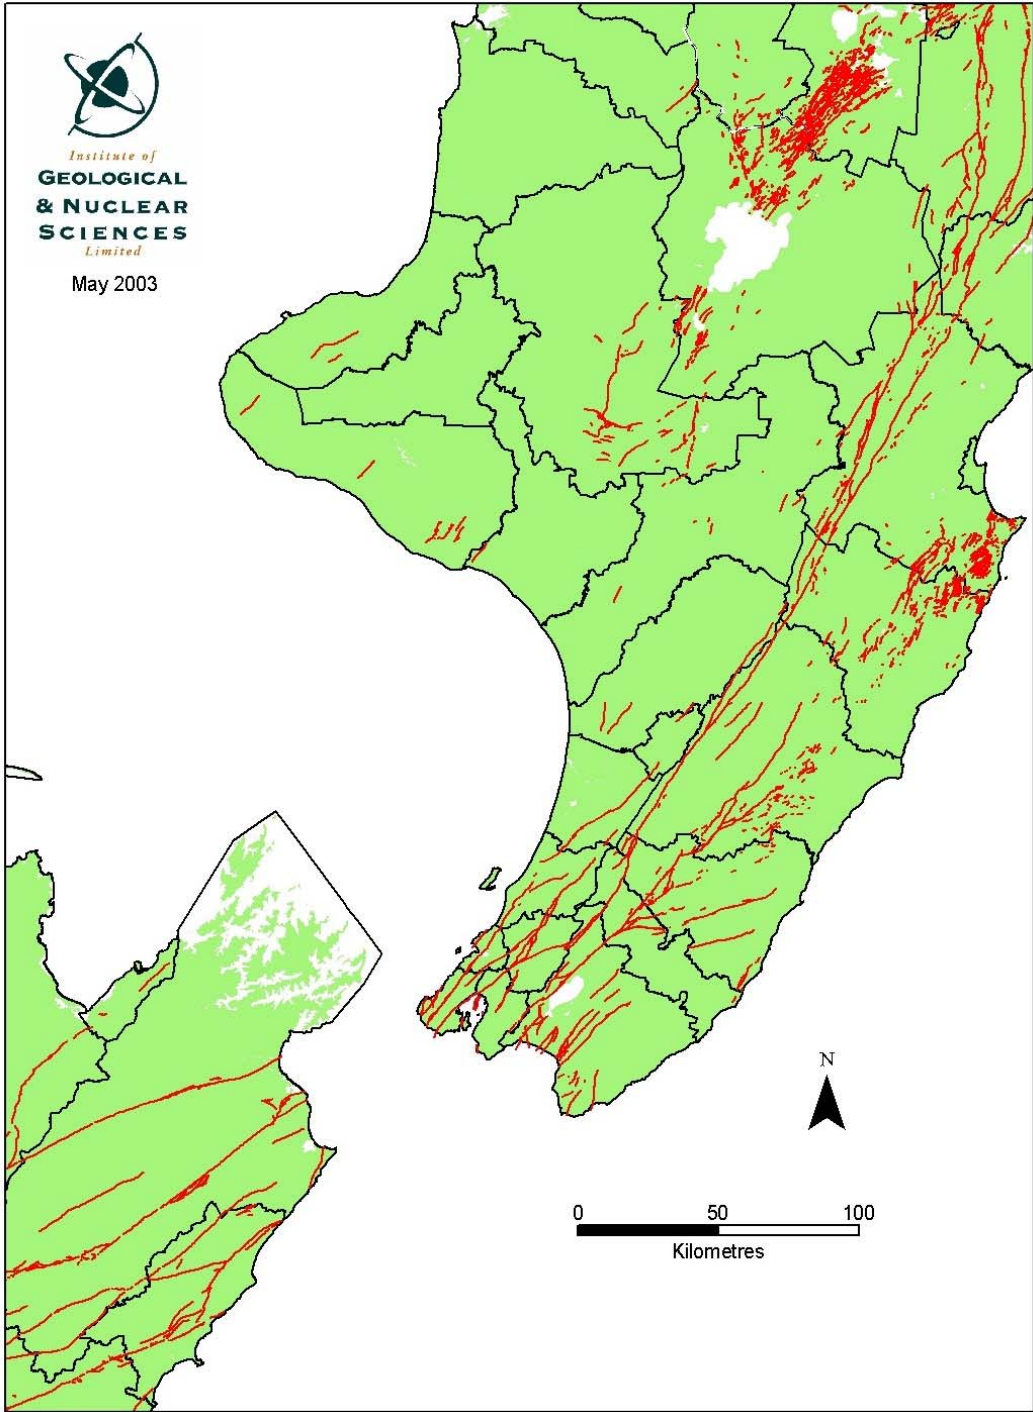 Institute of
GEOLOGICAL
& NUCLEAR
SCIENCES
Limited
May 2003
N
0 50 100
Kilometres